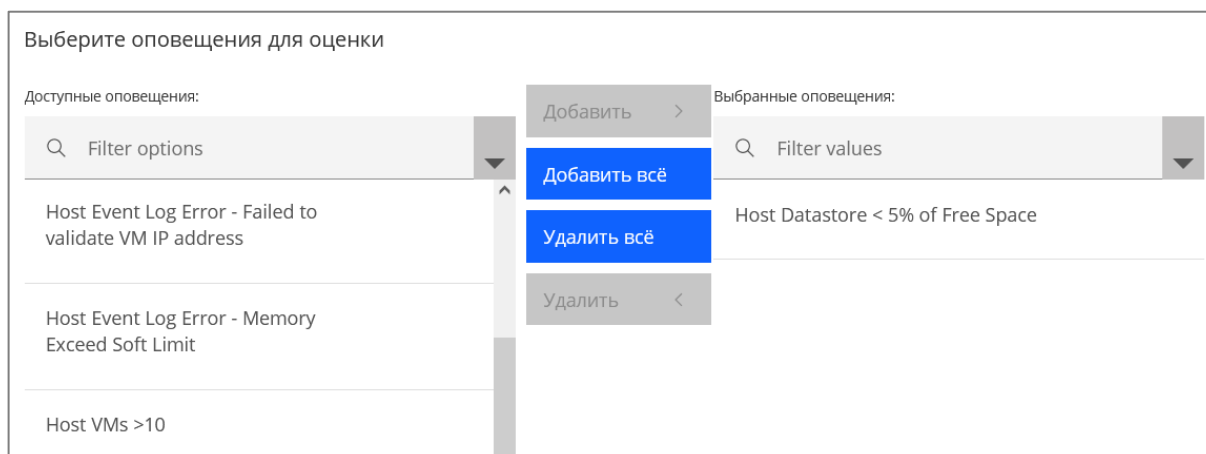 Выберите оповещения для оценки
Доступные оповещения:
Filter options
Host Event Log Error - Failed to
validate VM IP address
Host Event Log Error - Memory
Exceed Soft Limit
Host VMs >10
Добавить >
Добавить всё
Удалить всё
Удалить <
Выбранные оповещения:
Filter values
Host Datastore < 5% of Free Space